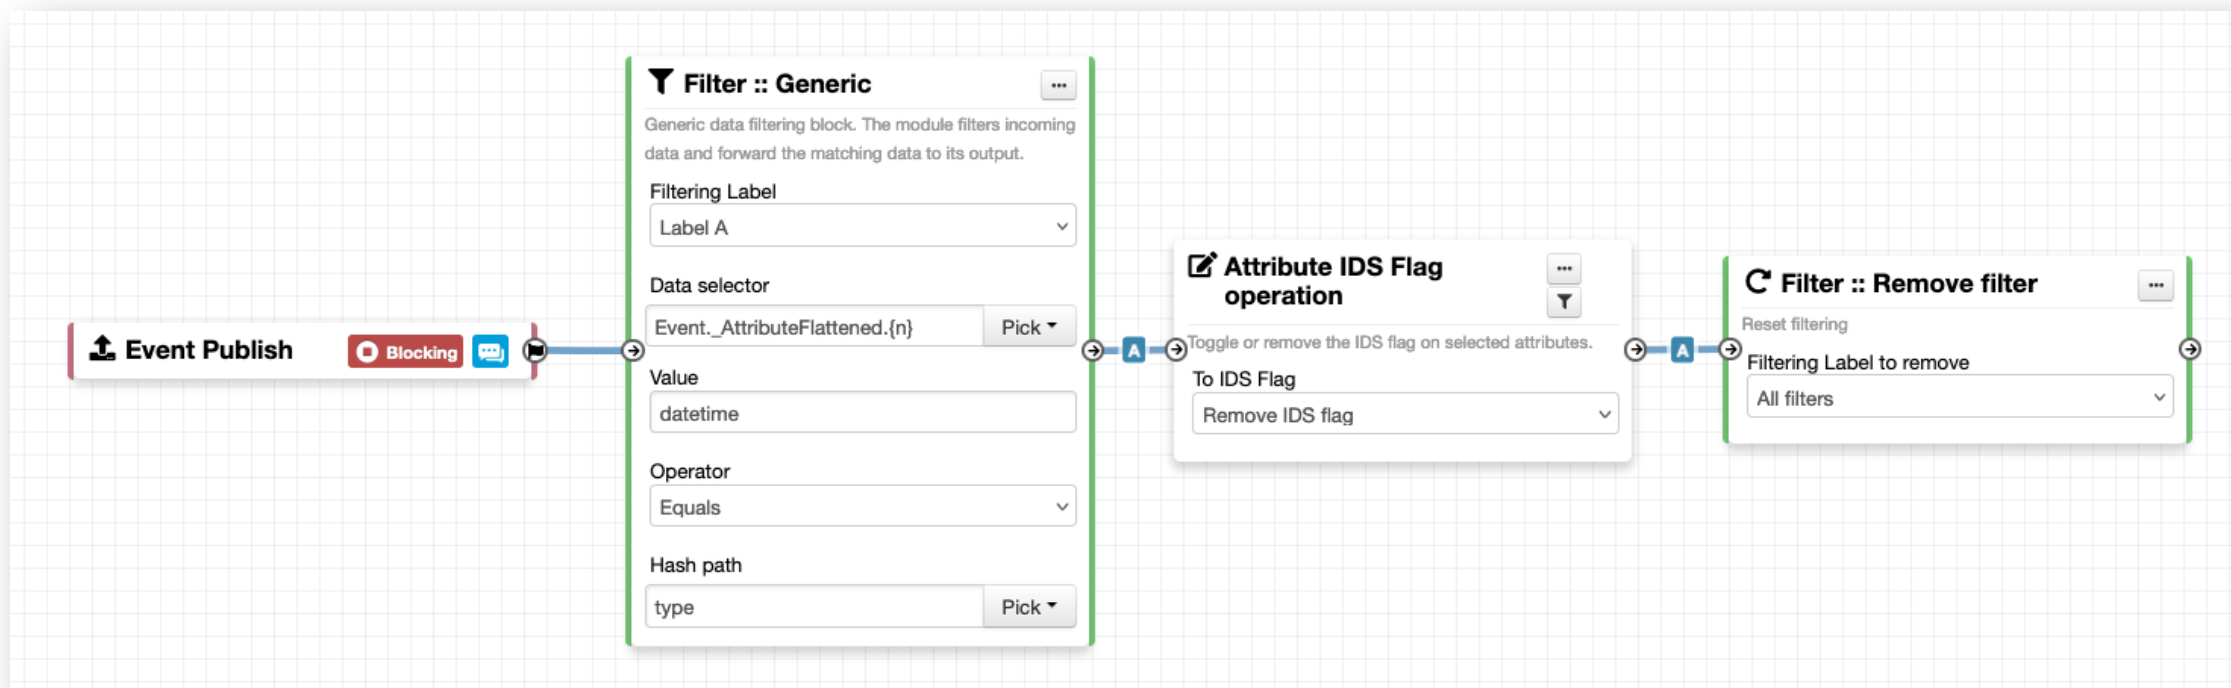 Event Publish
Blocking
Filter :: Generic
...
Generic data filtering block. The module filters incoming
data and forward the matching data to its output.
Filtering Label
Label A
Data selector
Event._AttributeFlattened.{n}
Pick
Value
datetime
Operator
Equals
Hash path
type
Pick
A
Attribute IDS Flag
operation
...
Toggle or remove the IDS flag on selected attributes.
To IDS Flag
Remove IDS flag
A
Filter :: Remove filter
...
Reset filtering
Filtering Label to remove
All filters